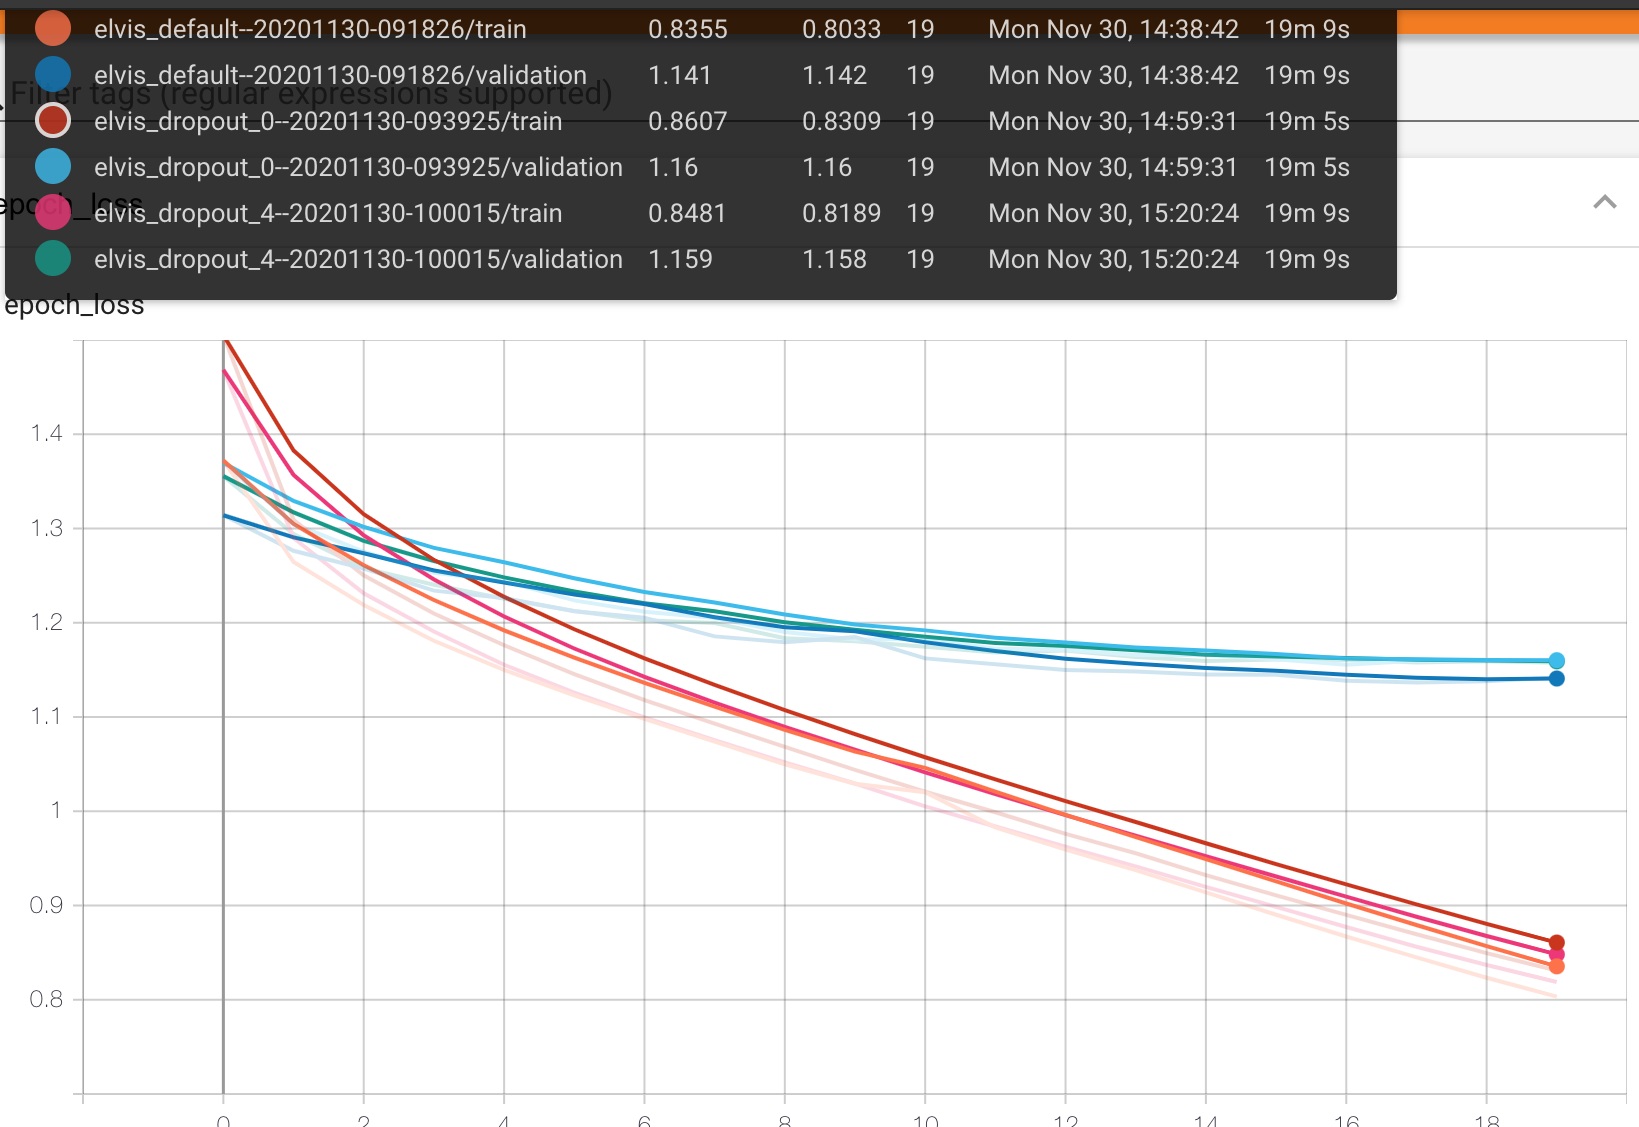 elvis_default--20201130-091826/train 0.8355 0.8033 19 Mon Nov 30, 14:38:42 19m 9s
elvis_default--20201130-091826/validation 1.141 1.142 19 Mon Nov 30, 14:38:42 19m 9s
Filter tags (regular expressions supported)
elvis_dropout_0--20201130-093925/train 0.8607 0.8309 19 Mon Nov 30, 14:59:31 19m 5s
elvis_dropout_0--20201130-093925/validation 1.16 1.16 19 Mon Nov 30, 14:59:31 19m 5s
epoch_loss
elvis_dropout_4--20201130-100015/train 0.8481 0.8189 19 Mon Nov 30, 15:20:24 19m 9s
elvis_dropout_4--20201130-100015/validation 1.159 1.158 19 Mon Nov 30, 15:20:24 19m 9s
epoch_loss
1.4
1.3
1.2
1.1
1
0.9
0.8
0 2 4 6 8 10 12 14 16 18